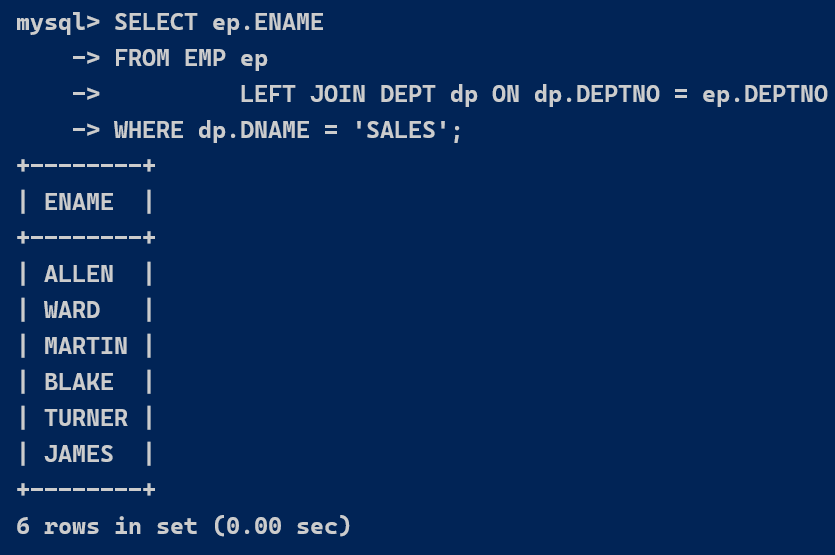 mysql> SELECT ep.ENAME
    -> FROM EMP ep
    ->          LEFT JOIN DEPT dp ON dp.DEPTNO = ep.DEPTNO
    -> WHERE dp.DNAME = 'SALES';
+--------+
| ENAME  |
+--------+
| ALLEN  |
| WARD   |
| MARTIN |
| BLAKE  |
| TURNER |
| JAMES  |
+--------+
6 rows in set (0.00 sec)